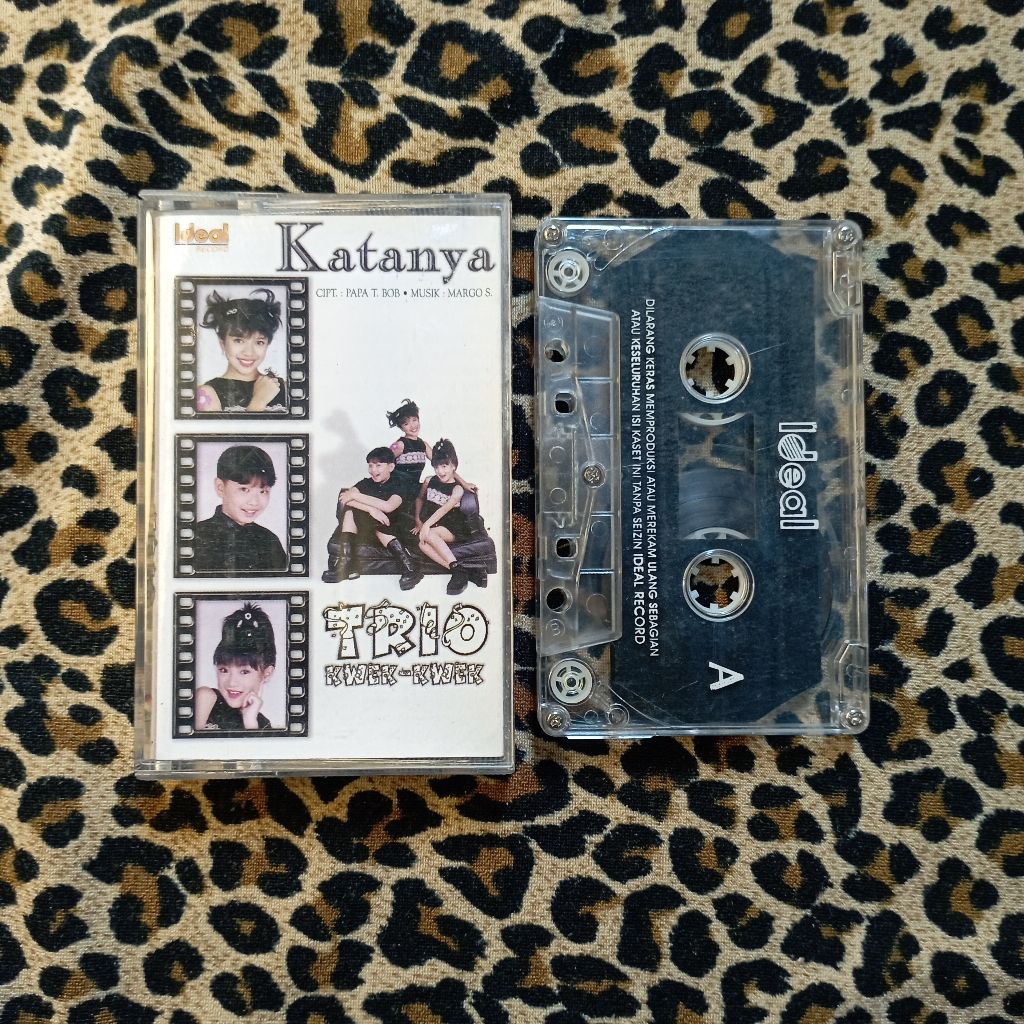 Ideal
RECORD
Katanya
CIPT. : PAPA T. BOB • MUSIK : MARGO S.
TRIO
KWEK-KWEK
Ideal
DILARANG KERAS MEMPRODUKSI ATAU MEREKAM ULANG SEBAGIAN
ATAU KESELURUHAN ISI KASET INI TANPA SEIZIN IDEAL RECORD
A